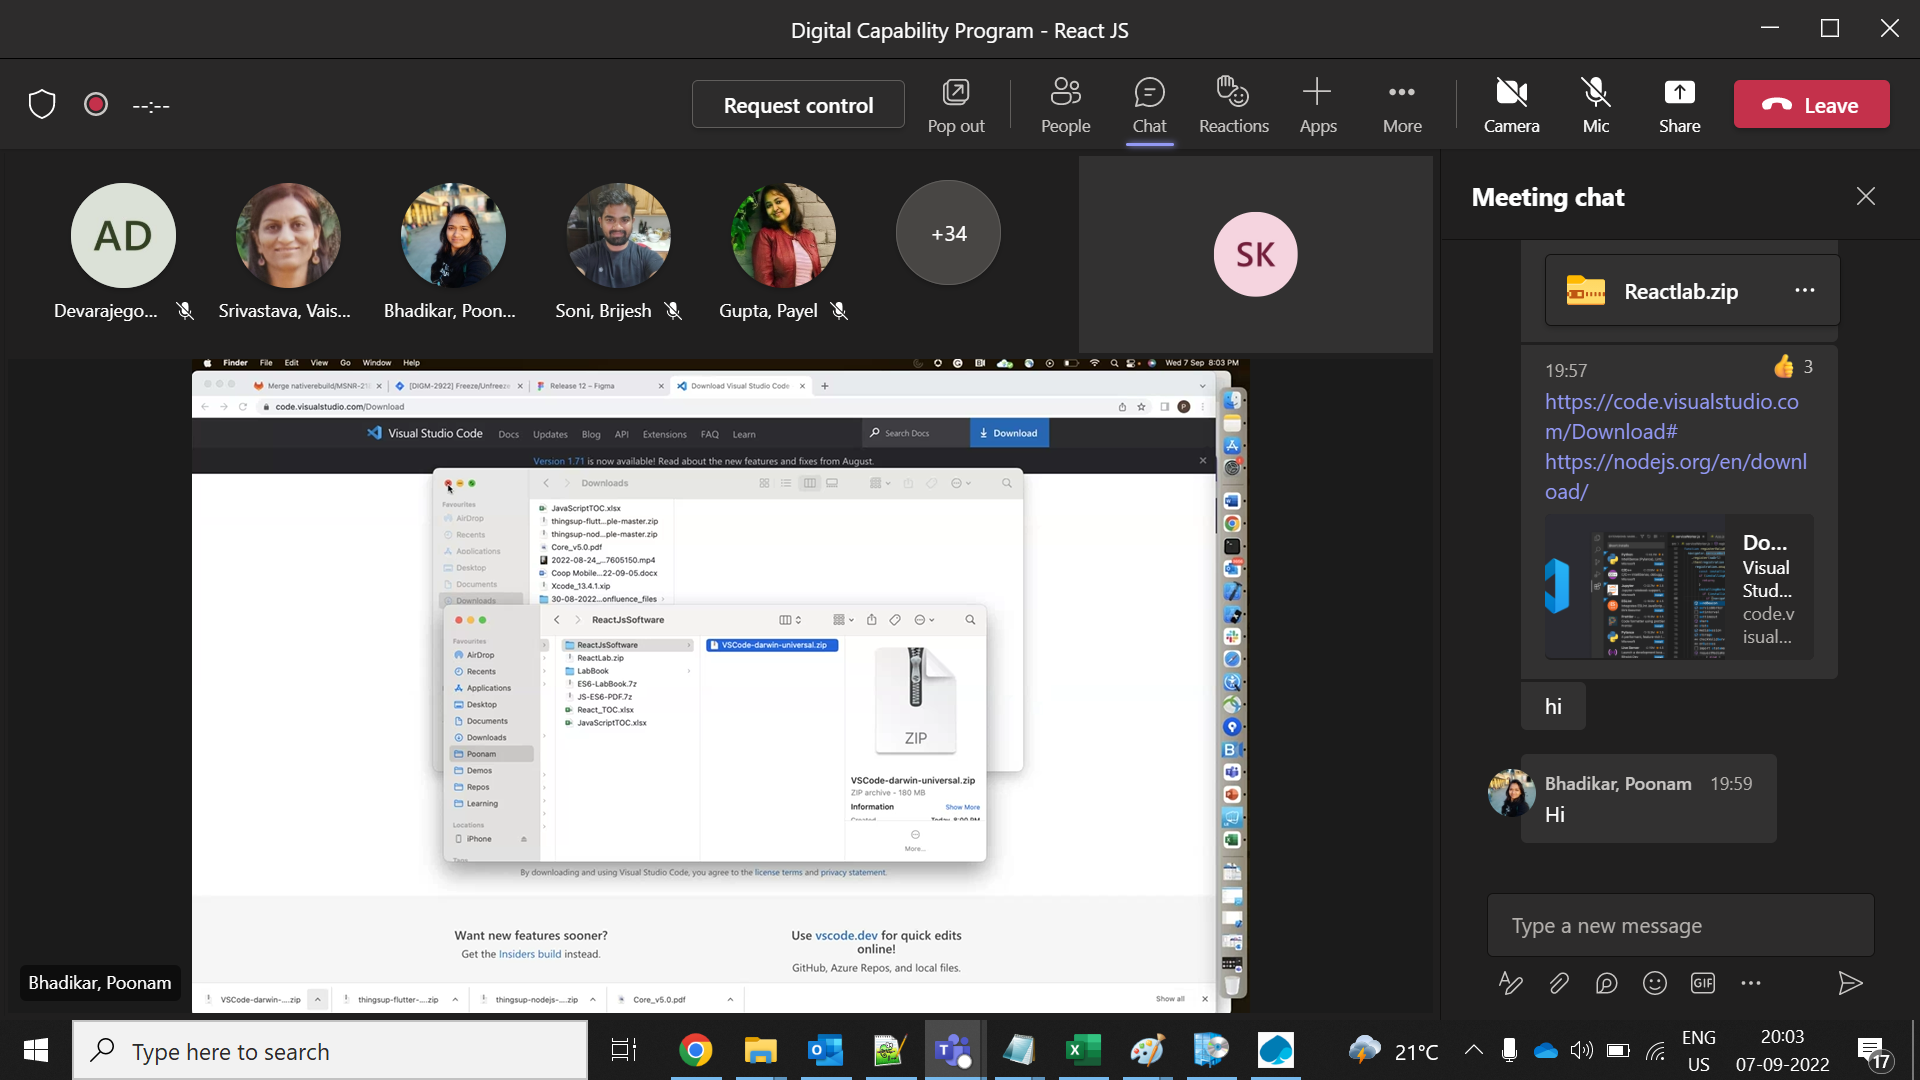 Digital Capability Program - React JS
--:--
Request control
Pop out
People
Chat
Reactions
Apps
More
Camera
Mic
Share
Leave
AD
Devarajego...
Srivastava, Vais...
Bhadikar, Poon...
Soni, Brijesh
Gupta, Payel
+34
SK
Meeting chat
Reactlab.zip
19:57
3
https://code.visualstudio.co
m/Download#
https://nodejs.org/en/downl
oad/
Do...
Visual
Stud...
code.v
isual...
hi
Bhadikar, Poonam 19:59
Hi
Type a new message
GIF
Finder File Edit View Go Window Help
Wed 7 Sep 8:03 PM
Merge nativerebuild/MSNR-21
[DIGM-2922] Freeze/Unfreeze
Release 12 – Figma
Download Visual Studio Code
code.visualstudio.com/Download
Visual Studio Code
Docs Updates Blog API Extensions FAQ Learn
Search Docs
Download
Version 1.71 is now available! Read about the new features and fixes from August.
Downloads
Favourites
AirDrop
Recents
Applications
Desktop
Documents
Downloads
JavaScriptTOC.xlsx
thingsup-flutt...ple-master.zip
thingsup-nod...ple-master.zip
Core_v5.0.pdf
2022-08-24_...7605150.mp4
Coop Mobile...22-09-05.docx
Xcode_13.4.1.xip
30-08-2022...onfluence_files
ReactJsSoftware
Favourites
AirDrop
Recents
Applications
Desktop
Documents
Downloads
Poonam
Demos
Repos
Learning
Locations
iPhone
Tags
ReactJsSoftware
ReactLab.zip
LabBook
ES6-LabBook.7z
JS-ES6-PDF.7z
React_TOC.xlsx
JavaScriptTOC.xlsx
VSCode-darwin-universal.zip
ZIP
VSCode-darwin-universal.zip
ZIP archive - 180 MB
Information Show More
Created Today, 8:00 PM
More...
By downloading and using Visual Studio Code, you agree to the license terms and privacy statement.
Want new features sooner?
Get the Insiders build instead.
Use vscode.dev for quick edits
online!
GitHub, Azure Repos, and local files.
Bhadikar, Poonam
VSCode-darwin-....zip
thingsup-flutter-....zip
thingsup-nodejs-....zip
Core_v5.0.pdf
Show all
Type here to search
21°C
ENG
US
20:03
07-09-2022
17